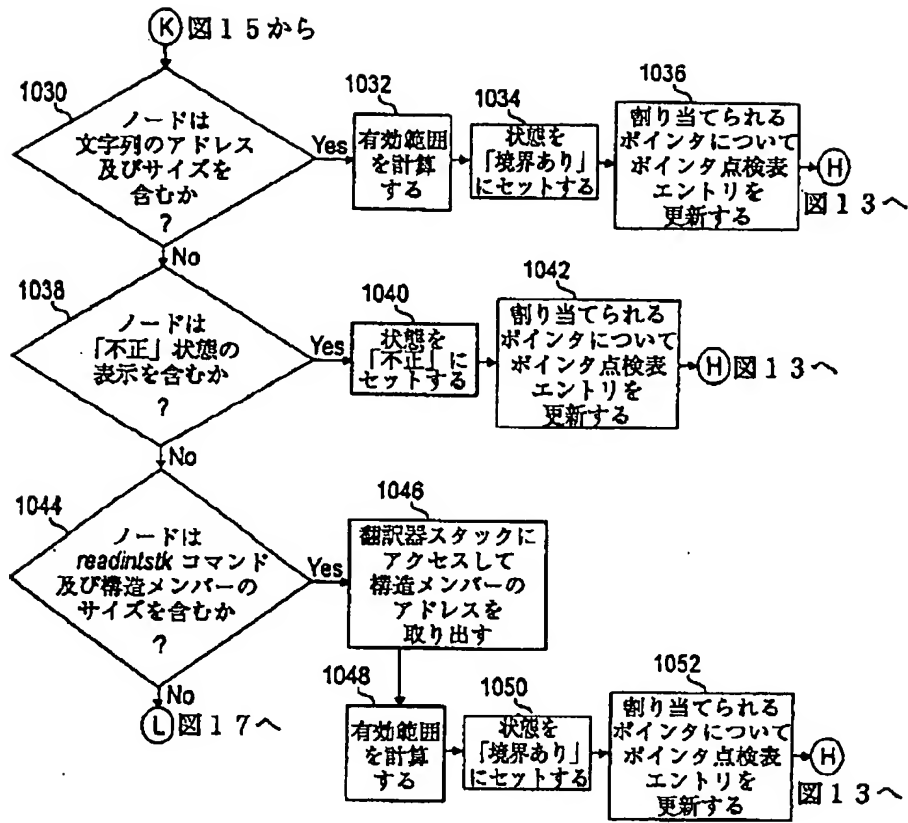 K 図15から
1030
ノードは
文字列のアドレス
及びサイズを
含むか
?
Yes
1032
有効範囲
を計算
する
1034
状態を
「境界あり」
にセットする
1036
割り当てられる
ポインタについて
ポインタ点検表
エントリを
更新する
H
図13へ
No
1038
ノードは
「不正」状態の
表示を含むか
?
Yes
1040
状態を
「不正」に
セットする
1042
割り当てられる
ポインタについて
ポインタ点検表
エントリを
更新する
H 図13へ
No
1044
ノードは
readintstk コマンド
及び構造メンバーの
サイズを含むか
?
Yes
1046
翻訳器スタックに
アクセスして
構造メンバーの
アドレスを
取り出す
No
L 図17へ
1048
有効範囲
を計算
する
1050
状態を
「境界あり」
にセットする
1052
割り当てられる
ポインタについて
ポインタ点検表
エントリを
更新する
H
図13へ